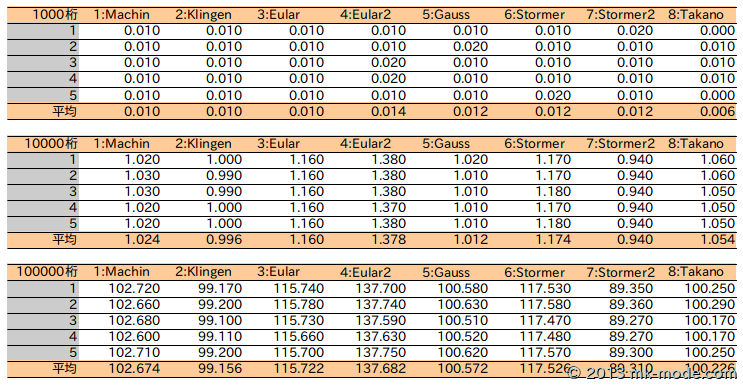 1000桁 1:Machin 2:Klingen 3:Eular 4:Eular2 5:Gauss 6:Stormer 7:Stormer2 8:Takano
1 0.010 0.010 0.010 0.010 0.010 0.010 0.020 0.000
2 0.010 0.010 0.010 0.010 0.020 0.010 0.010 0.010
3 0.010 0.010 0.010 0.020 0.010 0.010 0.010 0.010
4 0.010 0.010 0.010 0.020 0.010 0.010 0.010 0.010
5 0.010 0.010 0.010 0.010 0.010 0.020 0.010 0.000
平均 0.010 0.010 0.010 0.014 0.012 0.012 0.012 0.006
10000桁 1:Machin 2:Klingen 3:Eular 4:Eular2 5:Gauss 6:Stormer 7:Stormer2 8:Takano
1 1.020 1.000 1.160 1.380 1.020 1.170 0.940 1.060
2 1.030 0.990 1.160 1.380 1.010 1.170 0.940 1.060
3 1.030 0.990 1.160 1.380 1.010 1.180 0.940 1.050
4 1.020 1.000 1.160 1.370 1.010 1.170 0.940 1.050
5 1.020 1.000 1.160 1.380 1.010 1.180 0.940 1.050
平均 1.024 0.996 1.160 1.378 1.012 1.174 0.940 1.054
100000桁 1:Machin 2:Klingen 3:Eular 4:Eular2 5:Gauss 6:Stormer 7:Stormer2 8:Takano
1 102.720 99.170 115.740 137.700 100.580 117.530 89.350 100.250
2 102.660 99.200 115.780 137.740 100.630 117.580 89.360 100.290
3 102.680 99.100 115.730 137.590 100.510 117.470 89.270 100.170
4 102.600 99.110 115.660 137.630 100.520 117.480 89.270 100.170
5 102.710 99.200 115.700 137.750 100.620 117.570 89.300 100.250
平均 102.674 99.156 115.722 137.682 100.572 117.526 89.310 100.226
© 2013 mk-mode.com